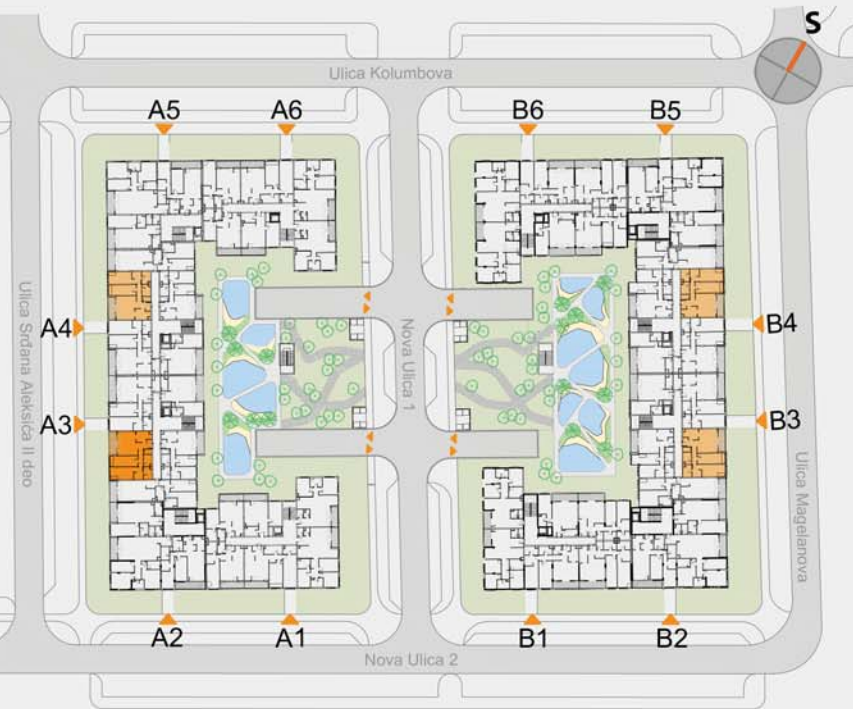 S
Ulica Kolumbova
A5
A6
B6
B5
A4
B4
A3
B3
Ulica Srđana Aleksića II deo
Nova Ulica 1
Ulica Magelanova
A2
A1
B1
B2
Nova Ulica 2